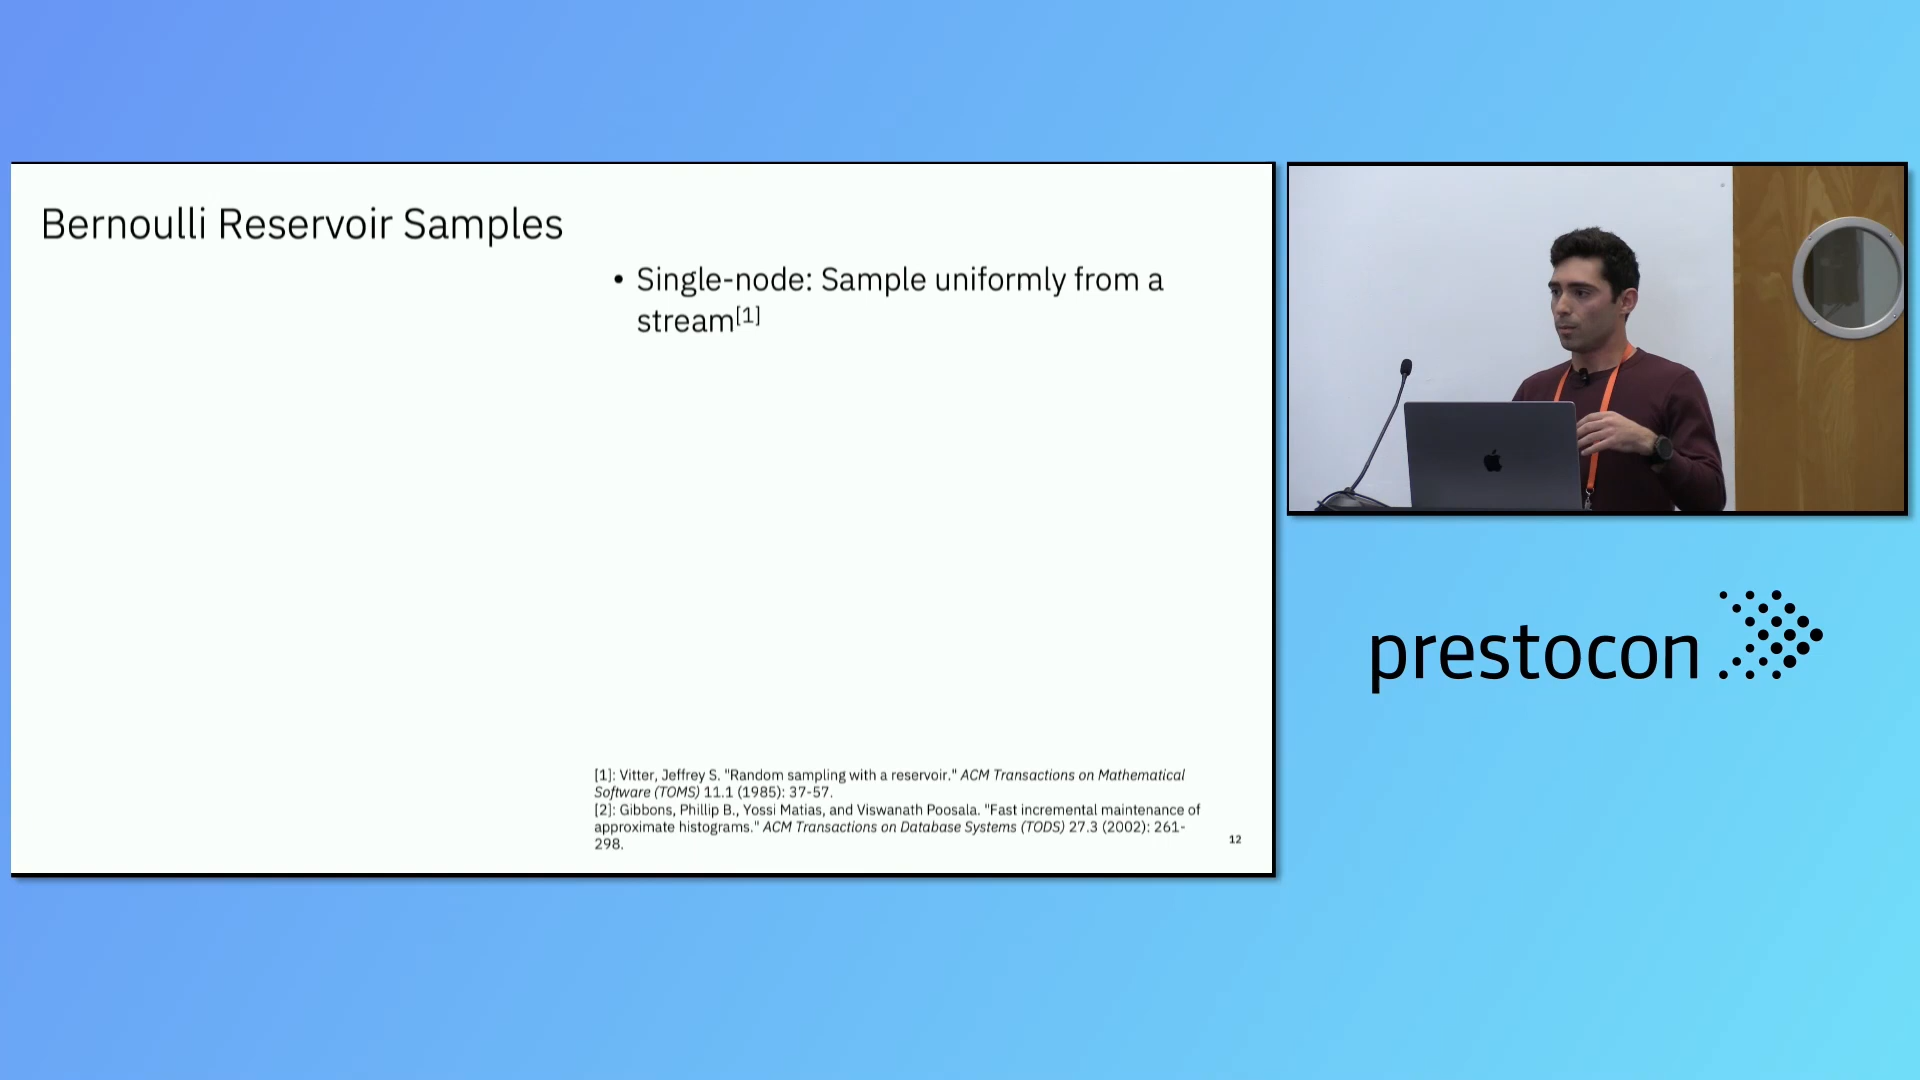 Bernoulli Reservoir Samples
• Single-node: Sample uniformly from a
stream[1]
[1]: Vitter, Jeffrey S. "Random sampling with a reservoir." ACM Transactions on Mathematical
Software (TOMS) 11.1 (1985): 37-57.
[2]: Gibbons, Phillip B., Yossi Matias, and Viswanath Poosala. "Fast incremental maintenance of
approximate histograms." ACM Transactions on Database Systems (TODS) 27.3 (2002): 261-
298.
12
prestocon